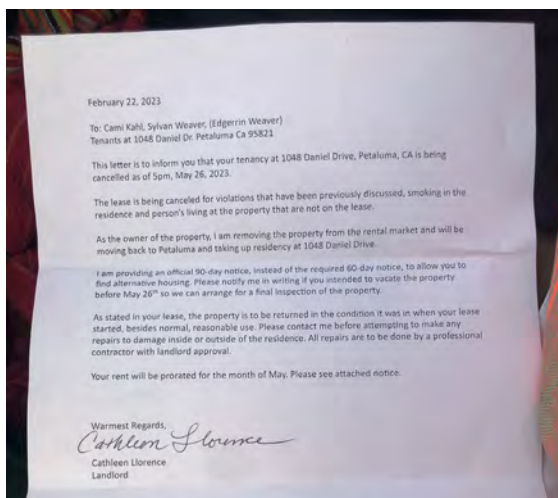 February 22, 2023
To: Cami Kahl, Sylvan Weaver, (Edgerrin Weaver)
Tenants at 1048 Daniel Dr. Petaluma Ca 95821
This letter is to inform you that your tenancy at 1048 Daniel Drive, Petaluma, CA is being
cancelled as of 5pm, May 26, 2023.
The lease is being canceled for violations that have been previously discussed, smoking in the
residence and person's living at the property that are not on the lease.
As the owner of the property, I am removing the property from the rental market and will be
moving back to Petaluma and taking up residency at 1048 Daniel Drive.
I am providing an official 90-day notice, instead of the required 60-day notice, to allow you to
find alternative housing. Please notify me in writing if you intended to vacate the property
before May 26th so we can arrange for a final inspection of the property.
As stated in your lease, the property is to be returned in the condition it was in when your lease
started, besides normal, reasonable use. Please contact me before attempting to make any
repairs to damage inside or outside of the residence. All repairs are to be done by a professional
contractor with landlord approval.
Your rent will be prorated for the month of May. Please see attached notice.
Warmest Regards,
Cathleen Llorence
Cathleen Llorence
Landlord